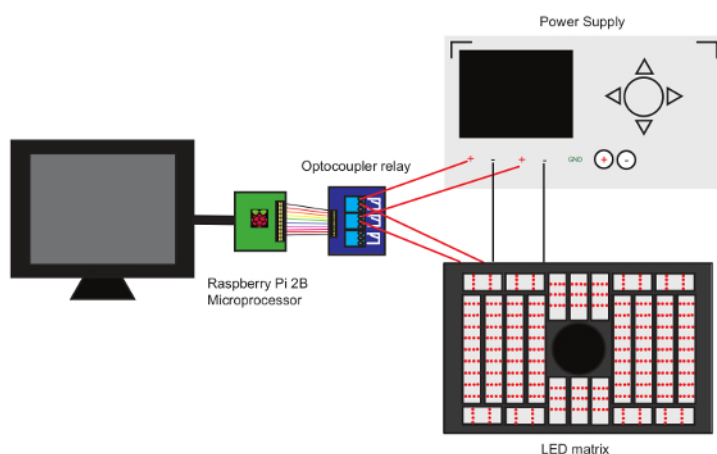 Power Supply
Optocoupler relay
+ - + - GND + -
Raspberry Pi 2B
Microprocessor
LED matrix